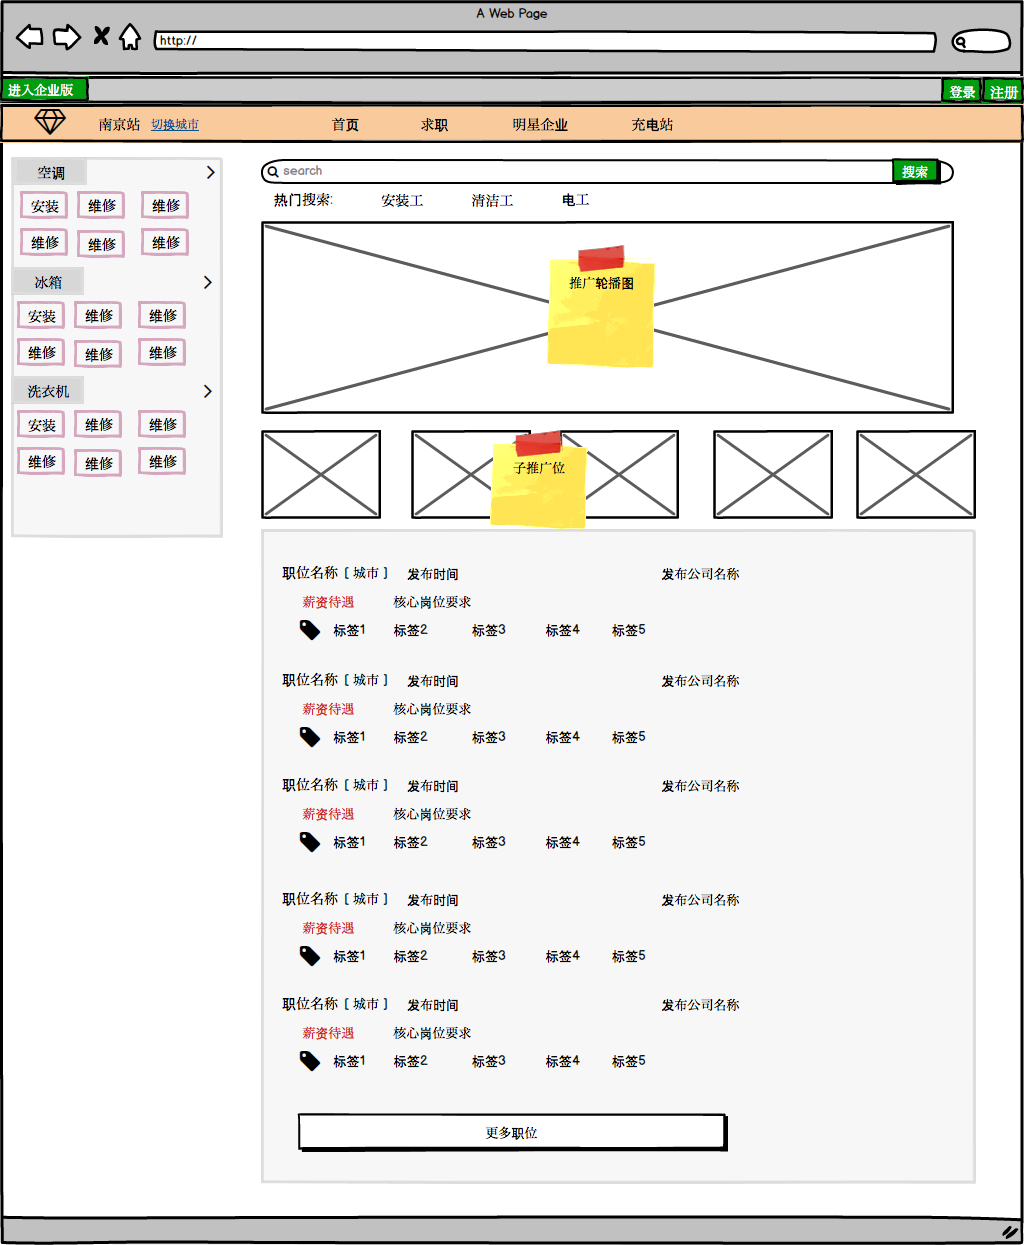 A Web Page
http://
进入企业版 登录 注册
南京站 切换城市 首页 求职 明星企业 充电站
空调
安装 维修 维修
维修 维修 维修
冰箱
安装 维修 维修
维修 维修 维修
洗衣机
安装 维修 维修
维修 维修 维修
search 搜索
热门搜索: 安装工 清洁工 电工
推广轮播图
子推广位
职位名称 [ 城市 ] 发布时间 发布公司名称
薪资待遇 核心岗位要求
标签1 标签2 标签3 标签4 标签5
职位名称 [ 城市 ] 发布时间 发布公司名称
薪资待遇 核心岗位要求
标签1 标签2 标签3 标签4 标签5
职位名称 [ 城市 ] 发布时间 发布公司名称
薪资待遇 核心岗位要求
标签1 标签2 标签3 标签4 标签5
职位名称 [ 城市 ] 发布时间 发布公司名称
薪资待遇 核心岗位要求
标签1 标签2 标签3 标签4 标签5
职位名称 [ 城市 ] 发布时间 发布公司名称
薪资待遇 核心岗位要求
标签1 标签2 标签3 标签4 标签5
更多职位